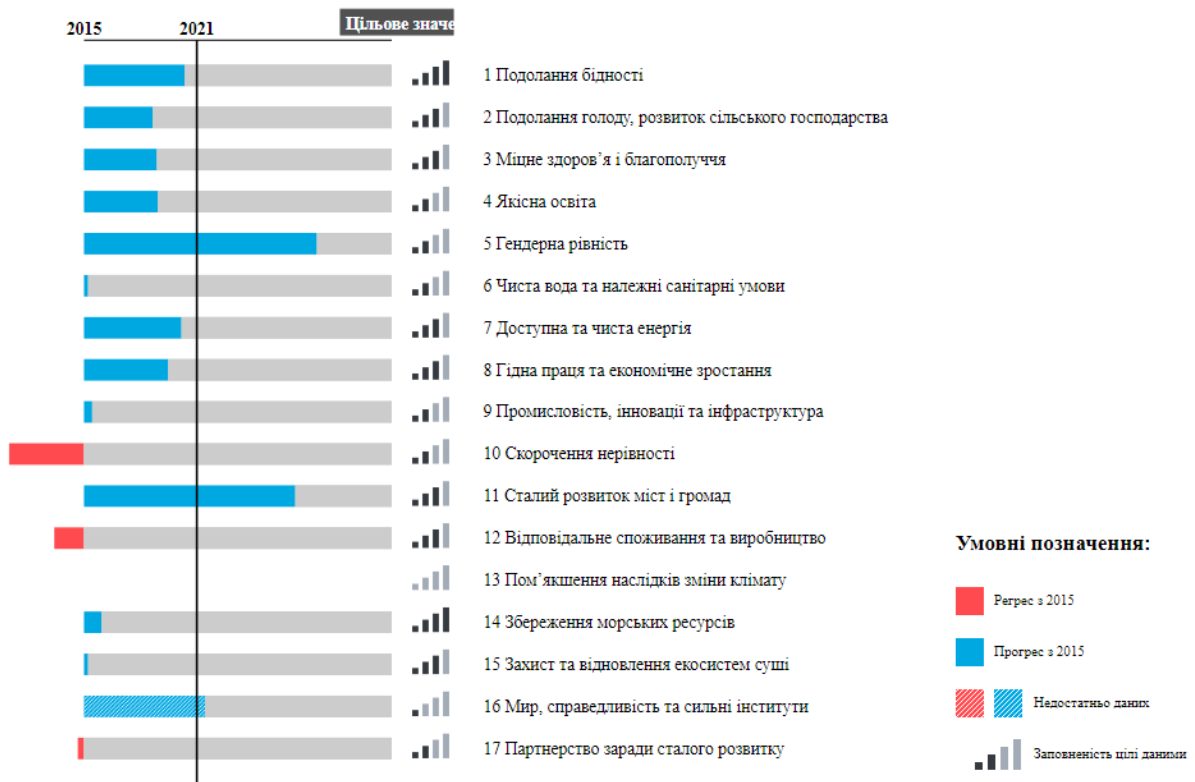 2015 2021 Цільове значе
1 Подолання бідності
2 Подолання голоду, розвиток сільського господарства
3 Міцне здоров’я і благополуччя
4 Якісна освіта
5 Гендерна рівність
6 Чиста вода та належні санітарні умови
7 Доступна та чиста енергія
8 Гідна праця та економічне зростання
9 Промисловість, інновації та інфраструктура
10 Скорочення нерівності
11 Сталий розвиток міст і громад
12 Відповідальне споживання та виробництво
13 Пом’якшення наслідків зміни клімату
14 Збереження морських ресурсів
15 Захист та відновлення екосистем суші
16 Мир, справедливість та сильні інститути
17 Партнерство заради сталого розвитку
Умовні позначення:
Регрес з 2015
Прогрес з 2015
Недостатньо даних
Заповненість цілі даними